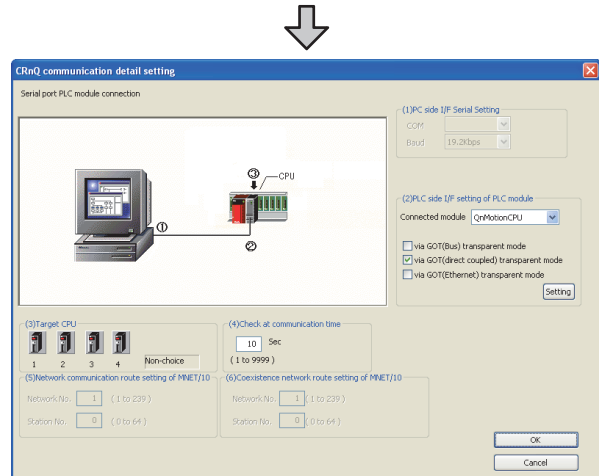 CRnQ communication detail setting
Serial port PLC module connection
(1)PC side I/F Serial Setting
COM
Baud 19.2Kbps
③
CPU
①
②
(2)PLC side I/F setting of PLC module
Connected module QnMotionCPU
via GOT(Bus) transparent mode
via GOT(direct coupled) transparent mode
via GOT(Ethernet) transparent mode
Setting
(3)Target CPU
1 2 3 4 Non-choice
(4)Check at communication time
10 Sec
( 1 to 9999 )
(5)Network communication route setting of MNET/10
Network No. 1 ( 1 to 239 )
Station No. 0 ( 0 to 64 )
(6)Coexistence network route setting of MNET/10
Network No. 1 ( 1 to 239 )
Station No. 0 ( 0 to 64 )
OK
Cancel